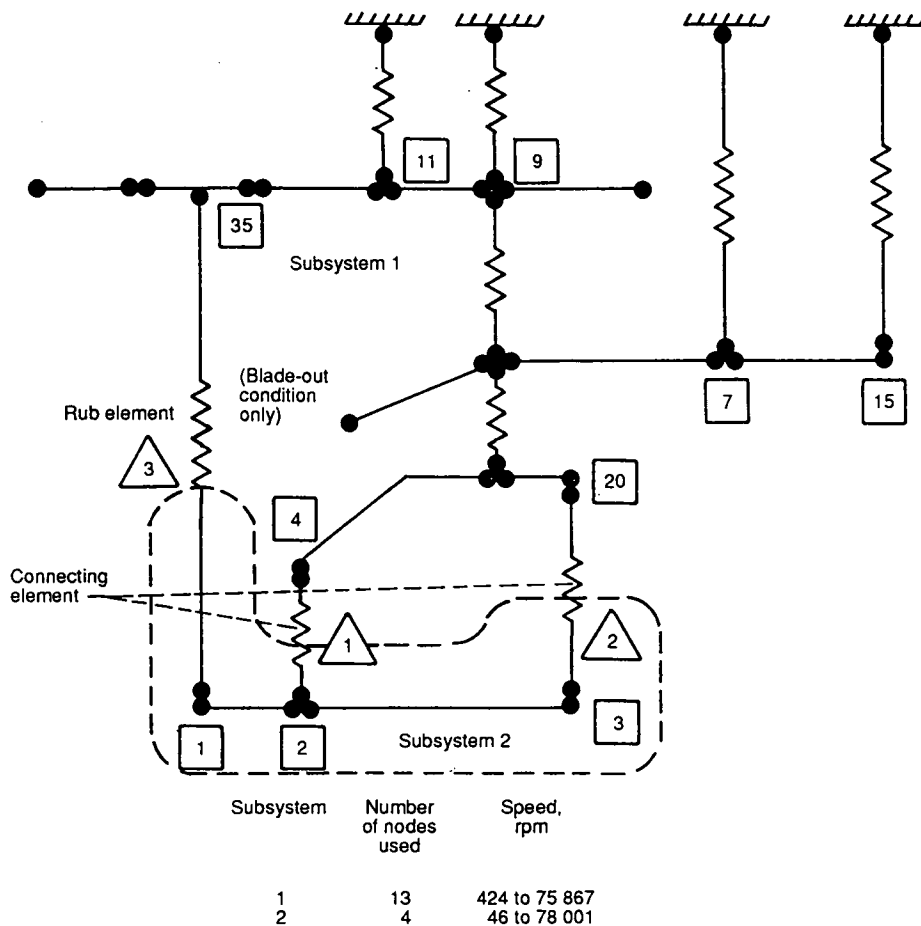 11
9
35
Subsystem 1
(Blade-out
condition
only)
Rub element
7
15
3
4
20
Connecting
element
1
2
3
1
2
Subsystem 2
Subsystem
Number
of nodes
used
Speed,
rpm
1 13 424 to 75 867
2 4 46 to 78 001